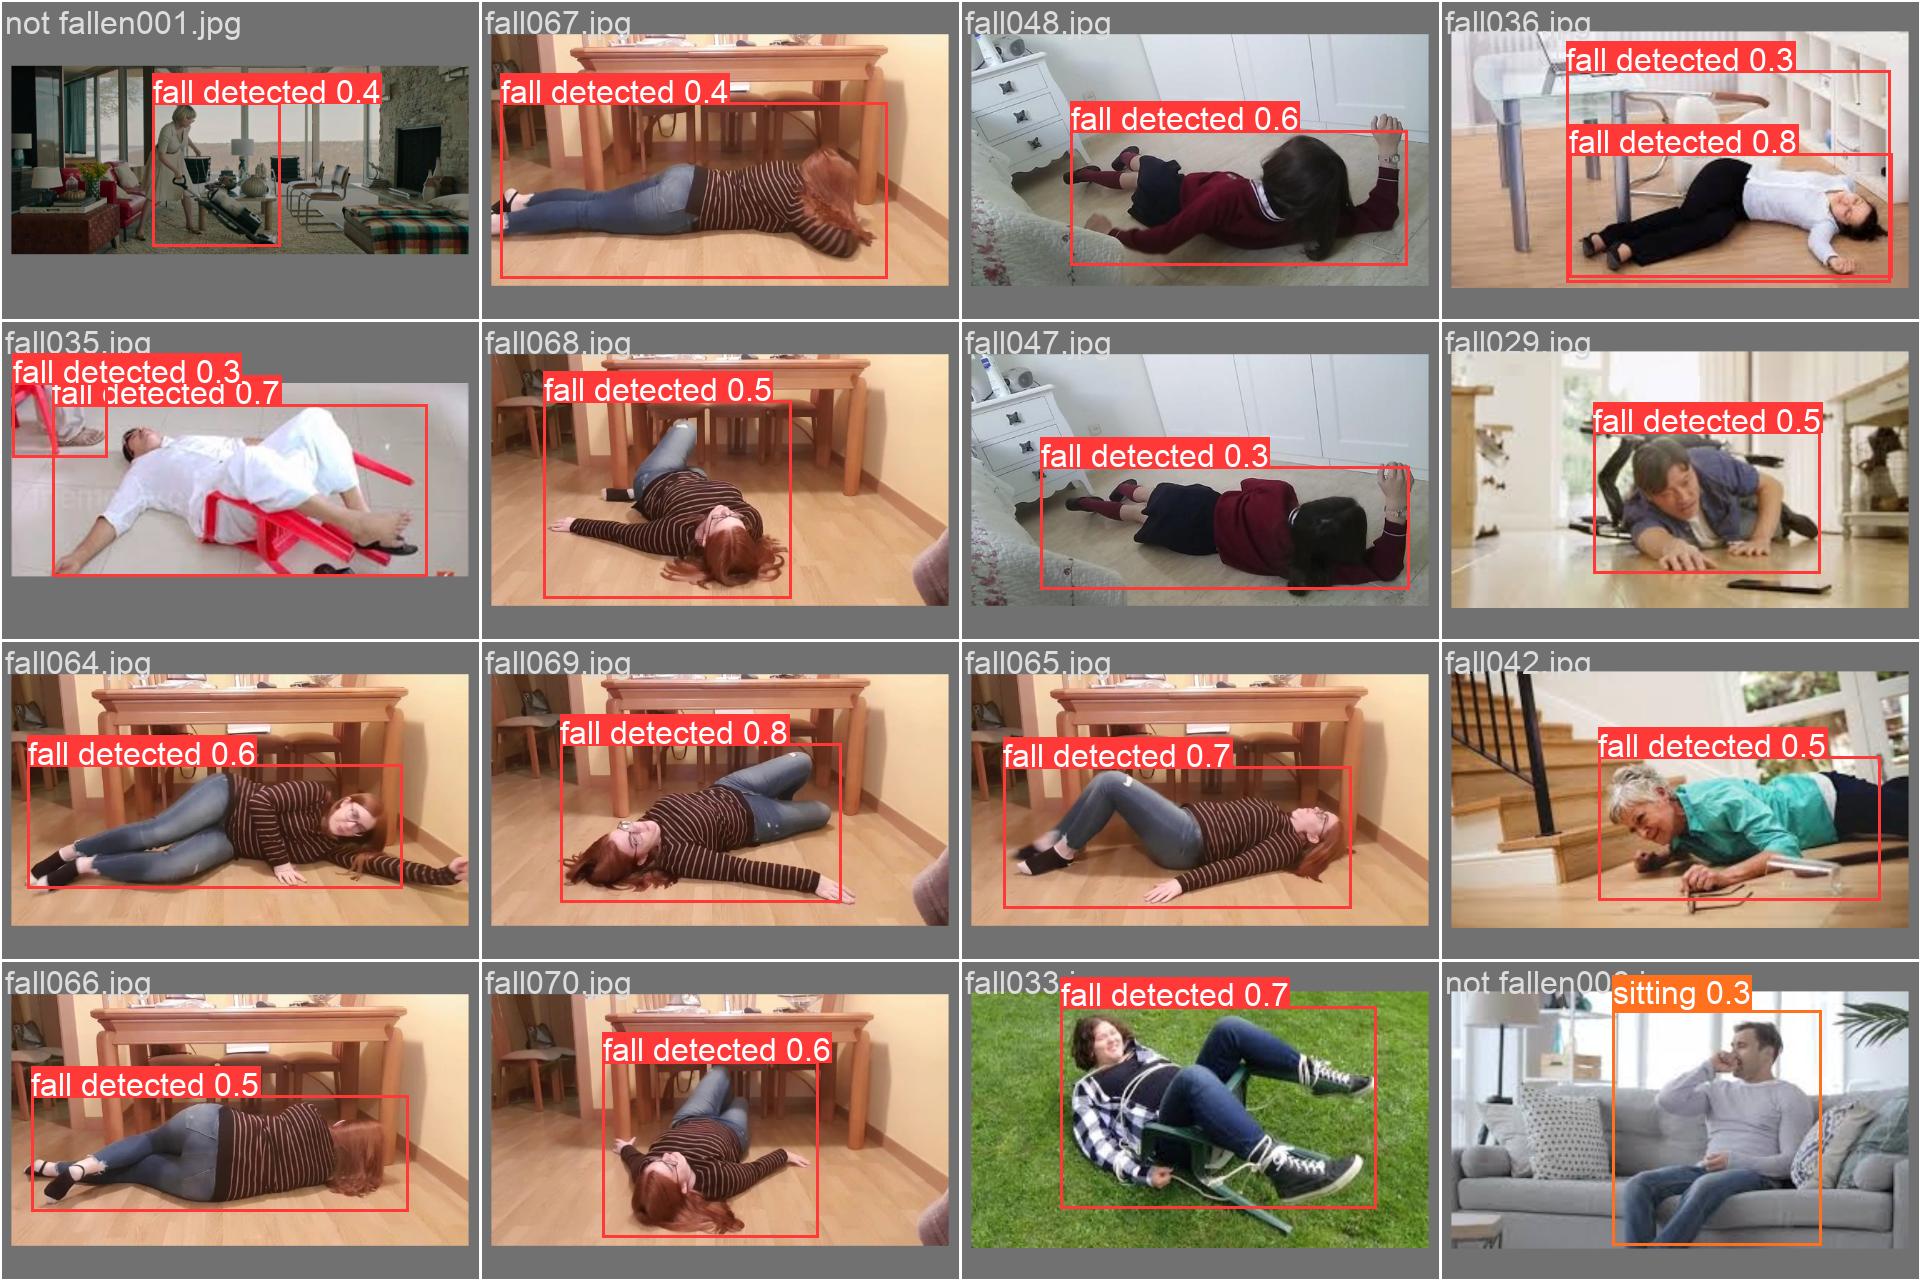 not fallen001.jpg
fall detected 0.4
fall067.jpg
fall detected 0.4
fall048.jpg
fall detected 0.6
fall036.jpg
fall detected 0.3
fall detected 0.8
fall035.jpg
fall detected 0.3
fall detected 0.7
fall068.jpg
fall detected 0.5
fall047.jpg
fall detected 0.3
fall029.jpg
fall detected 0.5
fall064.jpg
fall detected 0.6
fall069.jpg
fall detected 0.8
fall065.jpg
fall detected 0.7
fall042.jpg
fall detected 0.5
fall066.jpg
fall detected 0.5
fall070.jpg
fall detected 0.6
fall033
fall detected 0.7
not
sitting 0.3